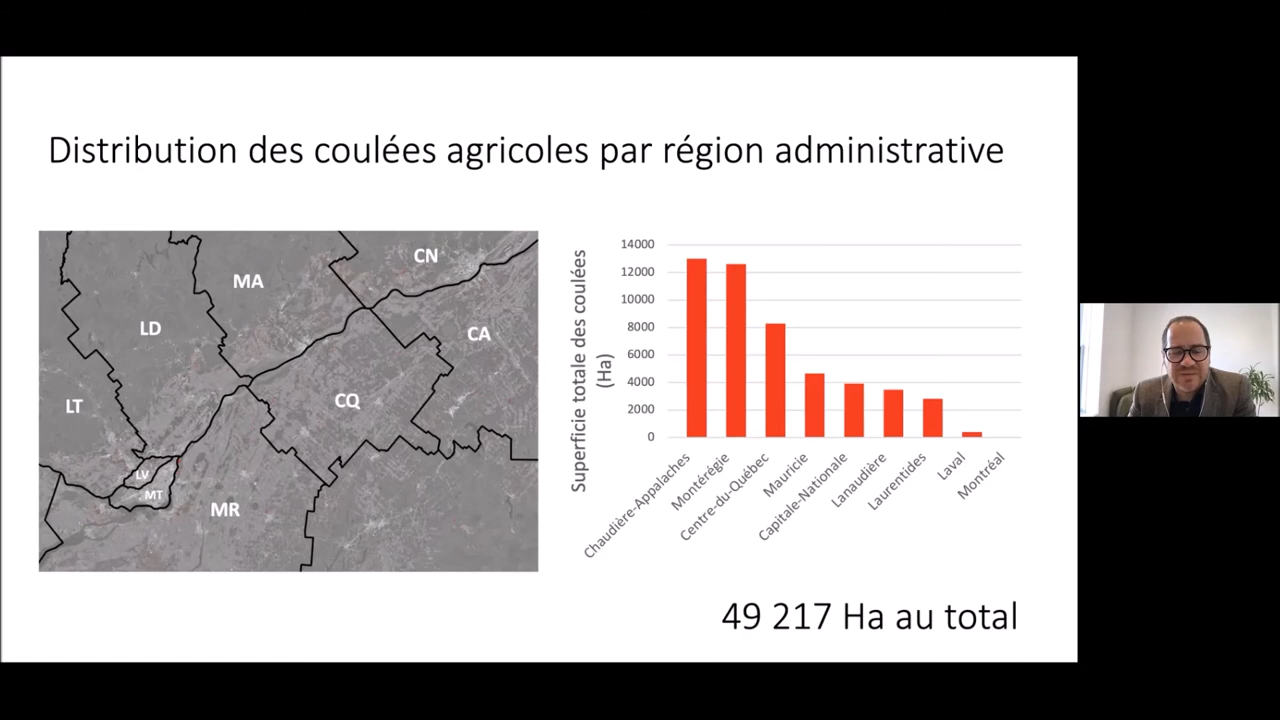 Distribution des coulées agricoles par région administrative
CN
MA
LD
CA
LT
CQ
LV
MT
MR
Superficie totale des coulées
(Ha)
14000
12000
10000
8000
6000
4000
2000
0
Chaudière-Appalaches
Montérégie
Centre-du-Québec
Mauricie
Capitale-Nationale
Lanaudière
Laurentides
Laval
Montréal
49 217 Ha au total